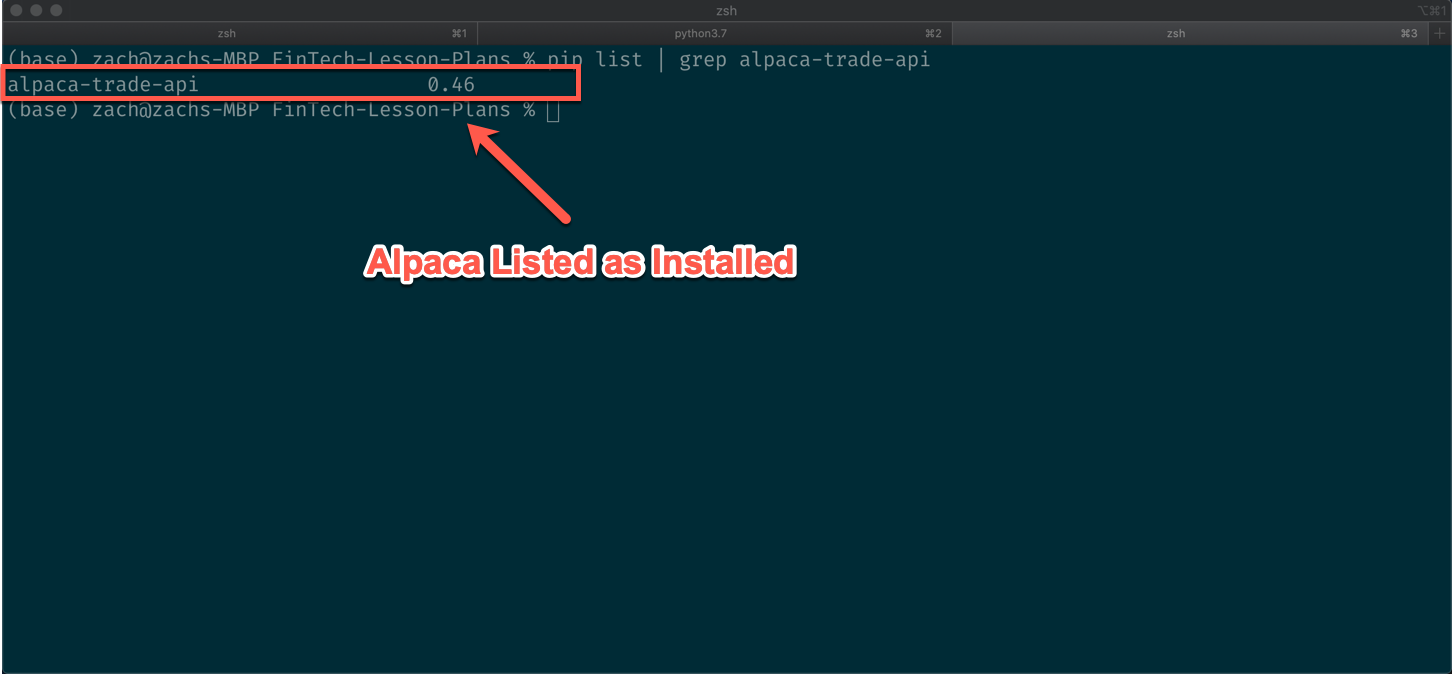 zsh
⌥⌘1
zsh ⌘1 python3.7 ⌘2 zsh ⌘3 +
(base) zach@zachs-MBP FinTech-Lesson-Plans % pip list | grep alpaca-trade-api
alpaca-trade-api 0.46
(base) zach@zachs-MBP FinTech-Lesson-Plans %
Alpaca Listed as Installed